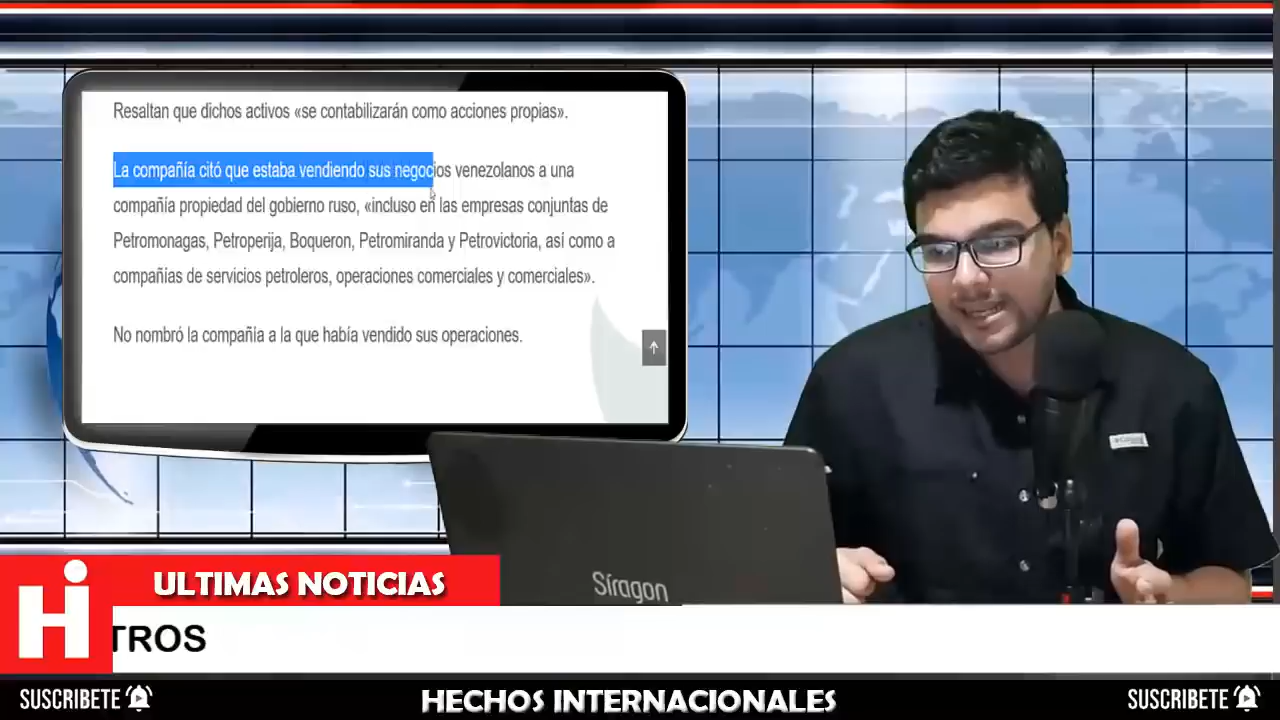 Resaltan que dichos activos «se contabilizarán como acciones propias».
La compañía citó que estaba vendiendo sus negocios venezolanos a una
compañía propiedad del gobierno ruso, «incluso en las empresas conjuntas de
Petromonagas, Petroperija, Boqueron, Petromiranda y Petrovictoria, así como a
compañías de servicios petroleros, operaciones comerciales y comerciales».
No nombró la compañía a la que había vendido sus operaciones.
Síragon
Hi
ULTIMAS NOTICIAS
TROS
SUSCRIBETE
HECHOS INTERNACIONALES
SUSCRIBETE